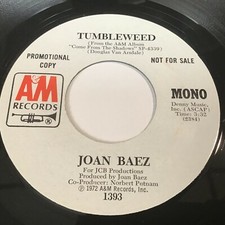 TUMBLEWEED
(From the A&M Album
"Come From The Shadows" SP-4339)
(Douglas Van Arsdale)
PROMOTIONAL
COPY
NOT FOR SALE
A&M
RECORDS
MONO
Denny Music,
Inc. (ASCAP)
Time: 3:32
(2384)
JOAN BAEZ
For JCB Productions
Produced by Joan Baez
Co-Producer: Norbert Putnam
℗ 1972 A&M Records, Inc.
1393